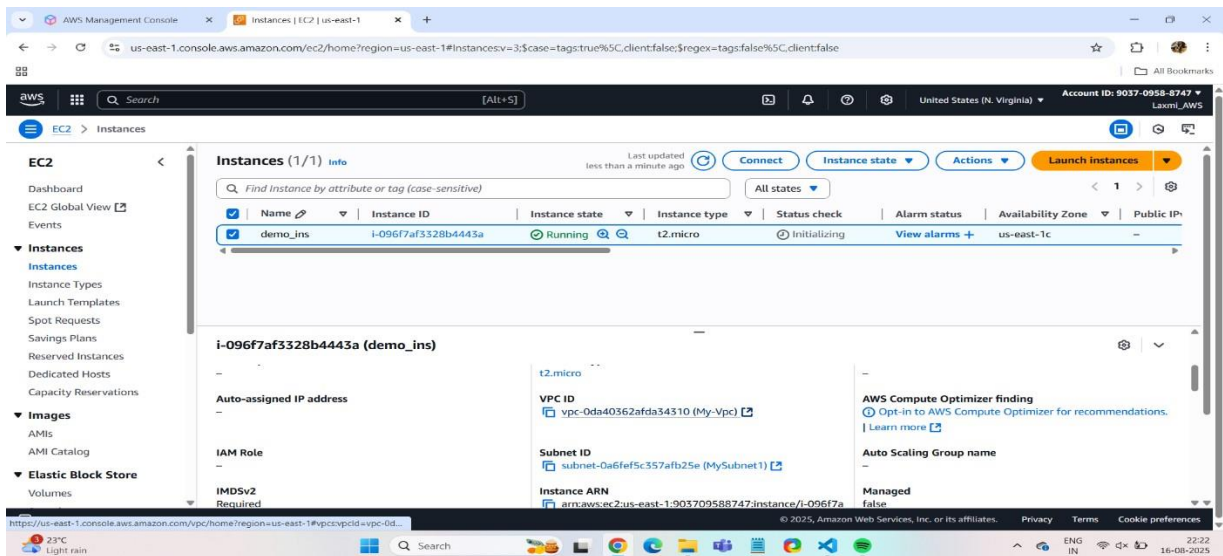 AWS Management Console
Instances | EC2 | us-east-1
us-east-1.console.aws.amazon.com/ec2/home?region=us-east-1#Instances:v=3;$case=tags:true%5C,client:false;$regex=tags:false%5C,client:false
All Bookmarks
aws Search [Alt+S] United States (N. Virginia) ▼ Account ID: 9037-0958-8747 ▼
Laxmi_AWS
EC2 > Instances
EC2
Dashboard
EC2 Global View
Events
▼ Instances
Instances
Instance Types
Launch Templates
Spot Requests
Savings Plans
Reserved Instances
Dedicated Hosts
Capacity Reservations
▼ Images
AMIs
AMI Catalog
▼ Elastic Block Store
Volumes
Instances (1/1) Info
Last updated
less than a minute ago
Connect Instance state ▼ Actions ▼ Launch instances ▼
Find Instance by attribute or tag (case-sensitive) All states ▼ < 1 >
Name Instance ID Instance state Instance type Status check Alarm status Availability Zone Public IPv
demo_ins i-096f7af3328b4443a Running t2.micro Initializing View alarms + us-east-1c –
i-096f7af3328b4443a (demo_ins)
– t2.micro –
Auto-assigned IP address
–
VPC ID
vpc-0da40362afda34310 (My-Vpc)
AWS Compute Optimizer finding
Opt-in to AWS Compute Optimizer for recommendations.
| Learn more
IAM Role
–
Subnet ID
subnet-0a6fef5c357afb25e (MySubnet1)
Auto Scaling Group name
–
IMDSv2
Required
Instance ARN
arn:aws:ec2:us-east-1:903709588747:instance/i-096f7a
Managed
false
https://us-east-1.console.aws.amazon.com/vpc/home?region=us-east-1#vpcs:vpcId=vpc-0d...
© 2025, Amazon Web Services, Inc. or its affiliates. Privacy Terms Cookie preferences
23°C
Light rain
Search
ENG
IN
22:22
16-08-2025